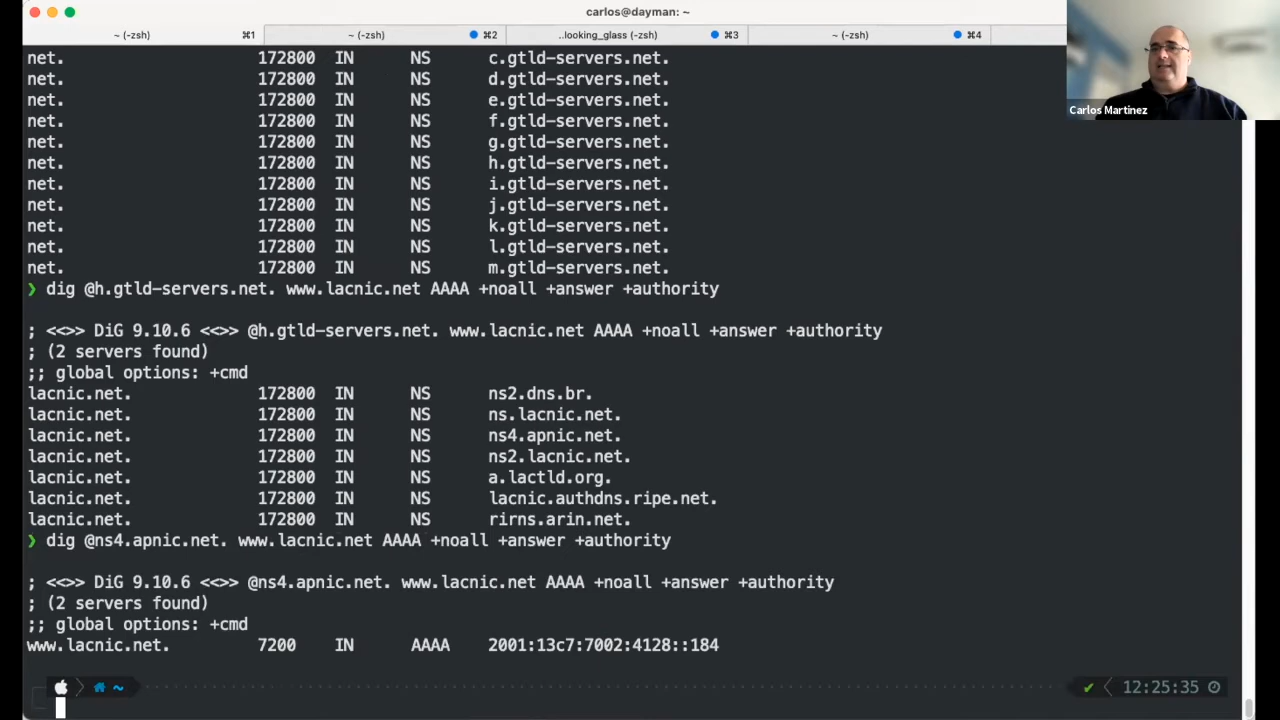 carlos@dayman: ~
~ (-zsh) ⌘1 ~ (-zsh) ⌘2 ..looking_glass (-zsh) ⌘3 ~ (-zsh) ⌘4
Carlos Martinez
net. 172800 IN NS c.gtld-servers.net.
net. 172800 IN NS d.gtld-servers.net.
net. 172800 IN NS e.gtld-servers.net.
net. 172800 IN NS f.gtld-servers.net.
net. 172800 IN NS g.gtld-servers.net.
net. 172800 IN NS h.gtld-servers.net.
net. 172800 IN NS i.gtld-servers.net.
net. 172800 IN NS j.gtld-servers.net.
net. 172800 IN NS k.gtld-servers.net.
net. 172800 IN NS l.gtld-servers.net.
net. 172800 IN NS m.gtld-servers.net.
❯ dig @h.gtld-servers.net. www.lacnic.net AAAA +noall +answer +authority
; <<>> DiG 9.10.6 <<>> @h.gtld-servers.net. www.lacnic.net AAAA +noall +answer +authority
; (2 servers found)
;; global options: +cmd
lacnic.net. 172800 IN NS ns2.dns.br.
lacnic.net. 172800 IN NS ns.lacnic.net.
lacnic.net. 172800 IN NS ns4.apnic.net.
lacnic.net. 172800 IN NS ns2.lacnic.net.
lacnic.net. 172800 IN NS a.lactld.org.
lacnic.net. 172800 IN NS lacnic.authdns.ripe.net.
lacnic.net. 172800 IN NS rirns.arin.net.
❯ dig @ns4.apnic.net. www.lacnic.net AAAA +noall +answer +authority
; <<>> DiG 9.10.6 <<>> @ns4.apnic.net. www.lacnic.net AAAA +noall +answer +authority
; (2 servers found)
;; global options: +cmd
www.lacnic.net. 7200 IN AAAA 2001:13c7:7002:4128::184
~ ✔ 12:25:35